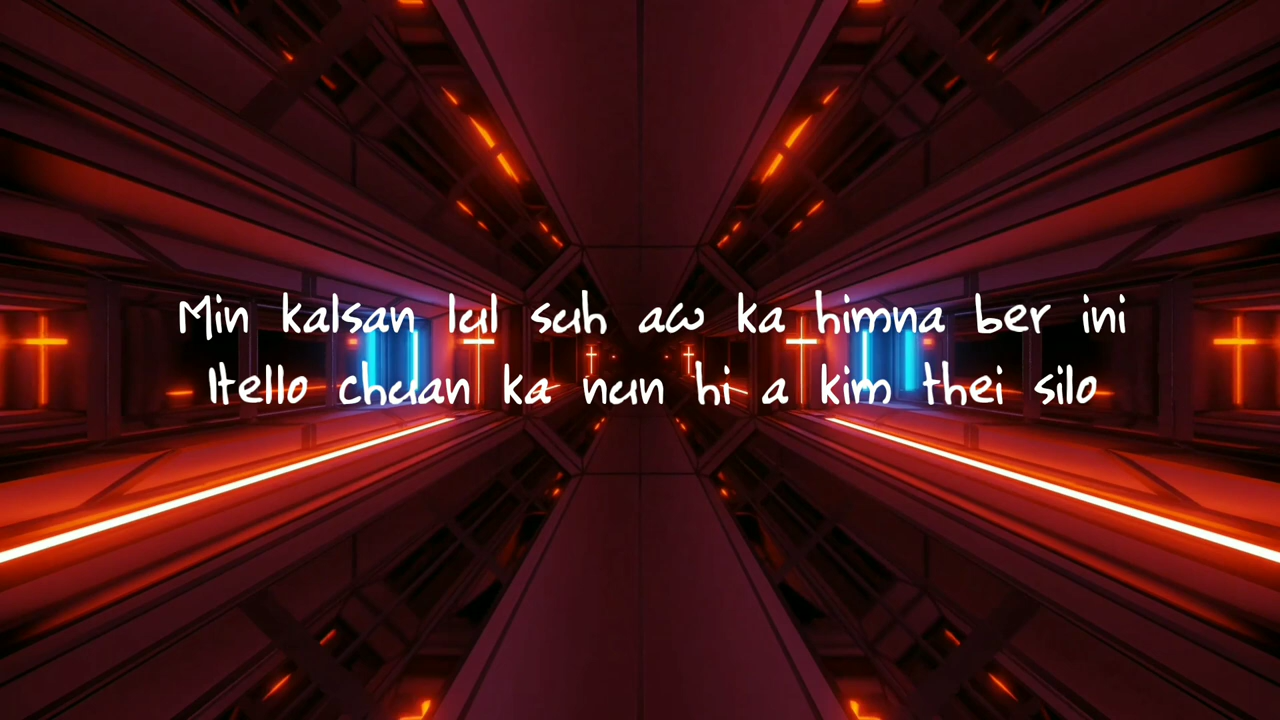 Min kalsan lul suh aw ka himna ber ini
Itello chuan ka nun hi a kim thei silo